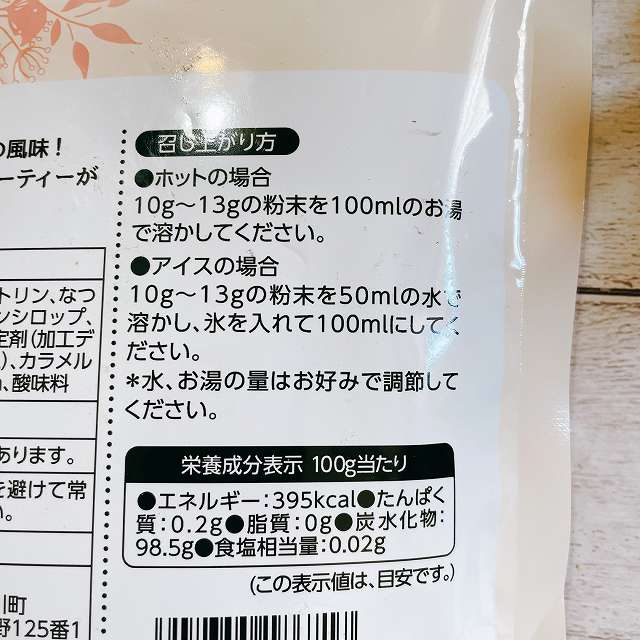 の風味！
ーティーが
トリン、なつ
ンシロップ、
定剤（加工デ
）、カラメル
、酸味料
あります。
を避けて常
い。
川町
野125番1
召し上がり方
●ホットの場合
10g～13gの粉末を100mlのお湯
で溶かしてください。
●アイスの場合
10g～13gの粉末を50mlの水で
溶かし、氷を入れて100mlにしてく
ださい。
＊水、お湯の量はお好みで調節して
ください。
栄養成分表示 100g当たり
●エネルギー：395kcal●たんぱく
質：0.2g●脂質：0g●炭水化物：
98.5g●食塩相当量：0.02g
（この表示値は、目安です。）